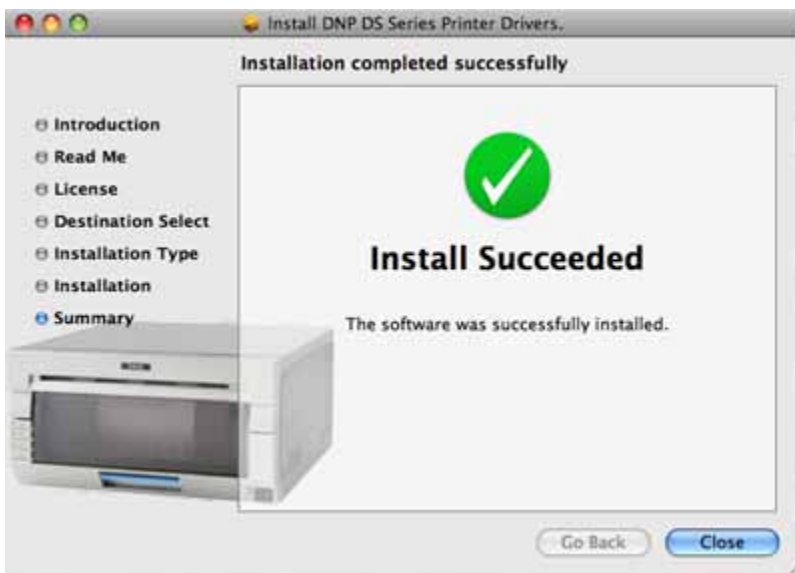 Install DNP DS Series Printer Drivers.
Installation completed successfully
Introduction
Read Me
License
Destination Select
Installation Type
Installation
Summary
Install Succeeded
The software was successfully installed.
Go Back
Close